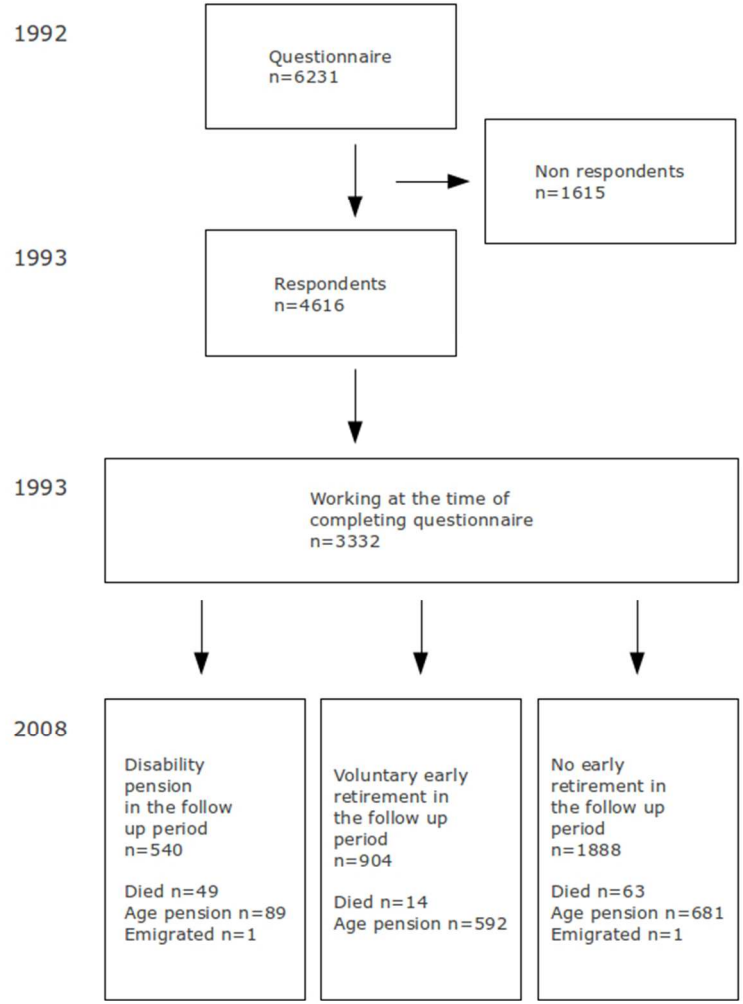 1992
Questionnaire
n=6231
Non respondents
n=1615
1993
Respondents
n=4616
1993
Working at the time of
completing questionnaire
n=3332
2008
Disability
pension
in the follow
up period
n=540
Died n=49
Age pension n=89
Emigrated n=1
Voluntary early
retirement in
the follow up
period
n=904
Died n=14
Age pension n=592
No early
retirement in
the follow up
period
n=1888
Died n=63
Age pension n=681
Emigrated n=1